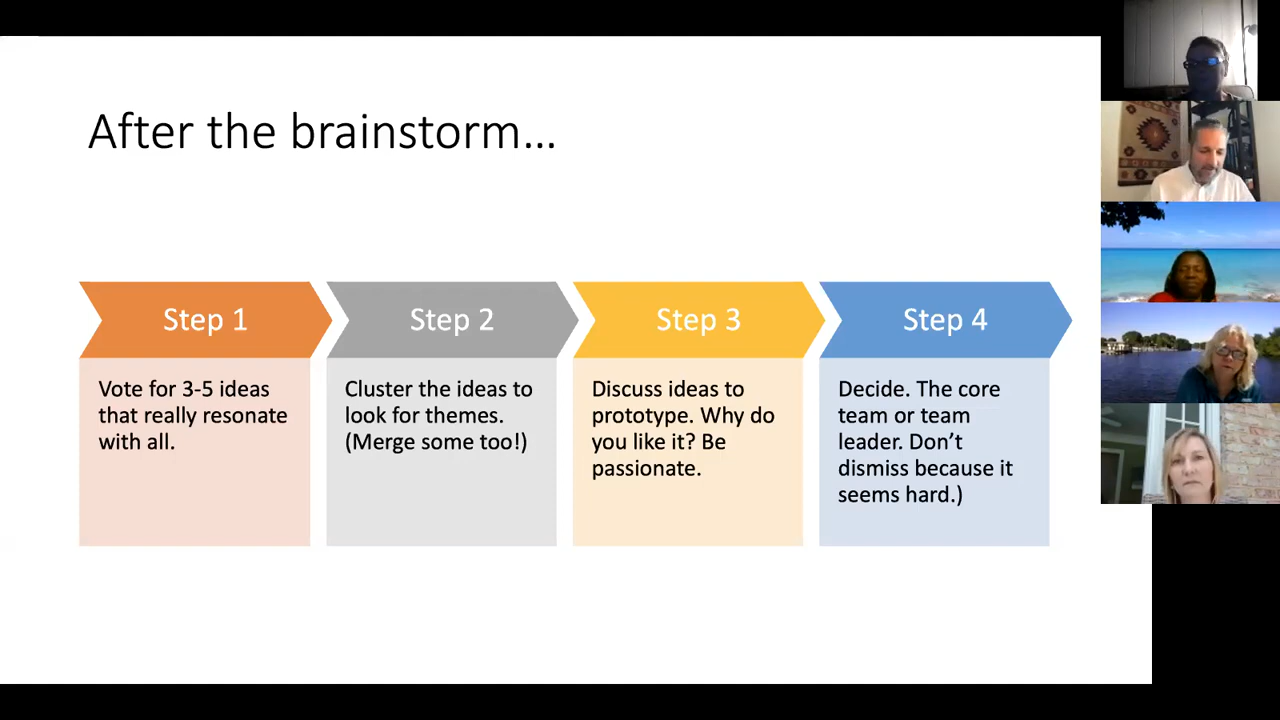 After the brainstorm...
Step 1
Vote for 3-5 ideas
that really resonate
with all.
Step 2
Cluster the ideas to
look for themes.
(Merge some too!)
Step 3
Discuss ideas to
prototype. Why do
you like it? Be
passionate.
Step 4
Decide. The core
team or team
leader. Don't
dismiss because it
seems hard.)